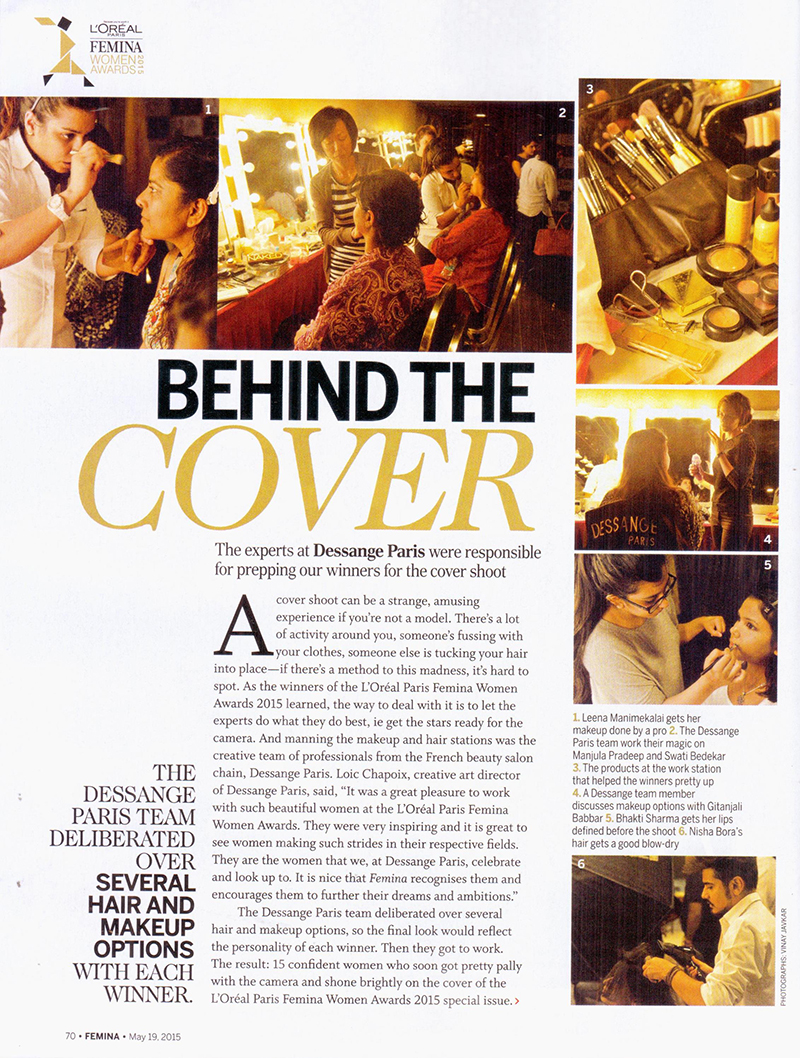 L'ORÉAL
PARIS
FEMINA
WOMEN
AWARDS
2015
1
2
3
BEHIND THE
COVER
The experts at Dessange Paris were responsible
for prepping our winners for the cover shoot
A cover shoot can be a strange, amusing
experience if you're not a model. There's a lot
of activity around you, someone's fussing with
your clothes, someone else is tucking your hair
into place—if there's a method to this madness, it's hard to
spot. As the winners of the L'Oréal Paris Femina Women
Awards 2015 learned, the way to deal with it is to let the
experts do what they do best, ie get the stars ready for the
camera. And manning the makeup and hair stations was the
creative team of professionals from the French beauty salon
chain, Dessange Paris. Loic Chapoix, creative art director
of Dessange Paris, said, “It was a great pleasure to work
with such beautiful women at the L'Oréal Paris Femina
Women Awards. They were very inspiring and it is great to
see women making such strides in their respective fields.
They are the women that we, at Dessange Paris, celebrate
and look up to. It is nice that Femina recognises them and
encourages them to further their dreams and ambitions.”
The Dessange Paris team deliberated over several
hair and makeup options, so the final look would reflect
the personality of each winner. Then they got to work.
The result: 15 confident women who soon got pretty pally
with the camera and shone brightly on the cover of the
L'Oréal Paris Femina Women Awards 2015 special issue.>
THE
DESSANGE
PARIS TEAM
DELIBERATED
OVER
SEVERAL
HAIR AND
MAKEUP
OPTIONS
WITH EACH
WINNER.
DESSANGE
PARIS
4
5
1. Leena Manimekalai gets her
makeup done by a pro 2. The Dessange
Paris team work their magic on
Manjula Pradeep and Swati Bedekar
3. The products at the work station
that helped the winners pretty up
4. A Dessange team member
discusses makeup options with Gitanjali
Babbar 5. Bhakti Sharma gets her lips
defined before the shoot 6. Nisha Bora's
hair gets a good blow-dry
6
PHOTOGRAPHS: VINAY JAVKAR
70 • FEMINA • May 19, 2015